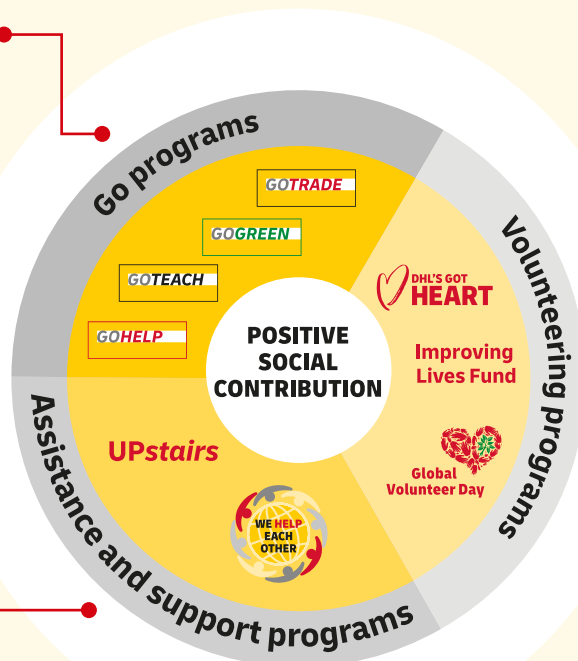 Go programs
GOTRADE
GOGREEN
GOTEACH
GOHELP
POSITIVE
SOCIAL
CONTRIBUTION
Volunteering programs
DHL'S GOT
HEART
Improving
Lives Fund
Global
Volunteer Day
Assistance and support programs
UPstairs
WE HELP
EACH
OTHER